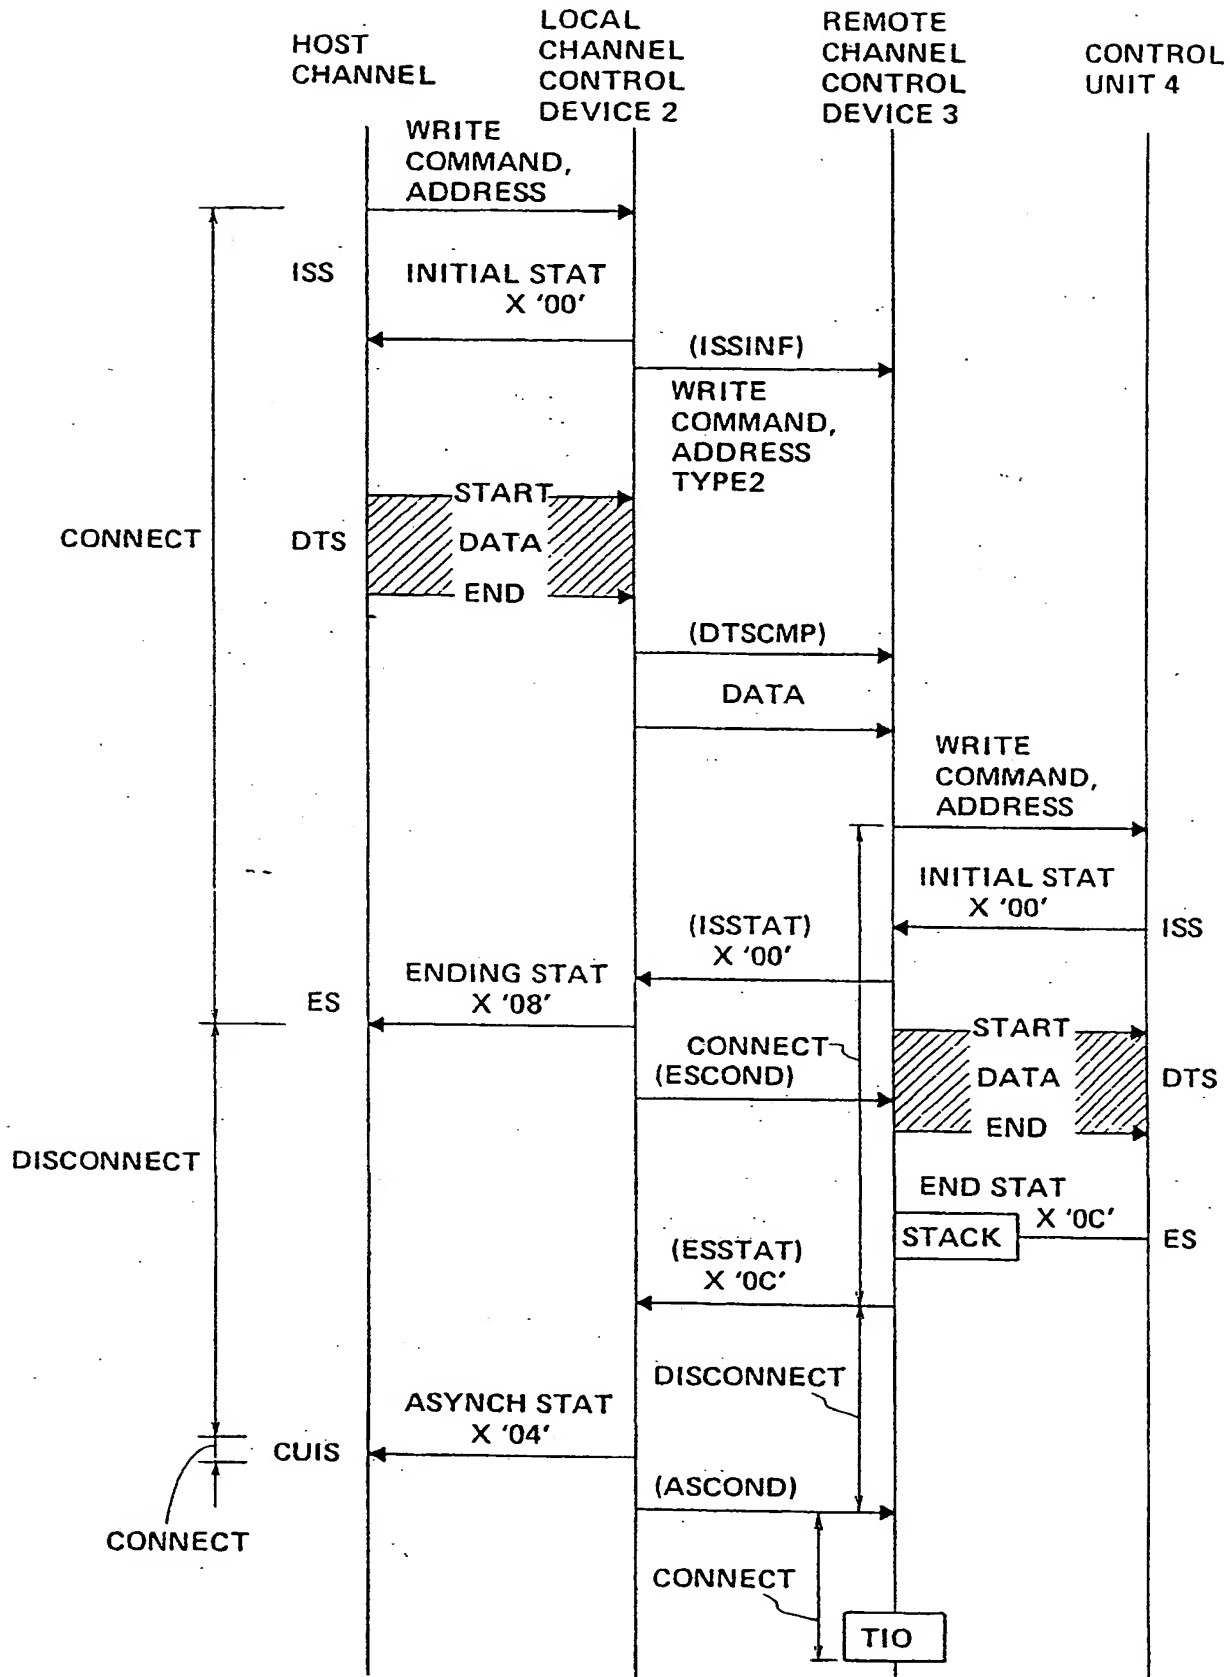 HOST
CHANNEL
LOCAL
CHANNEL
CONTROL
DEVICE 2
REMOTE
CHANNEL
CONTROL
DEVICE 3
CONTROL
UNIT 4
WRITE
COMMAND,
ADDRESS
ISS
INITIAL STAT
X '00'
(ISSINF)
WRITE
COMMAND,
ADDRESS
TYPE2
START
CONNECT
DTS
DATA
END
(DTSCMP)
DATA
WRITE
COMMAND,
ADDRESS
INITIAL STAT
X '00'
ISS
(ISSTAT)
X '00'
ENDING STAT
X '08'
ES
START
CONNECT
(ESCOND)
DATA
DTS
END
DISCONNECT
END STAT
X '0C'
STACK
ES
(ESSTAT)
X '0C'
DISCONNECT
ASYNCH STAT
X '04'
CUIS
(ASCOND)
CONNECT
CONNECT
TIO